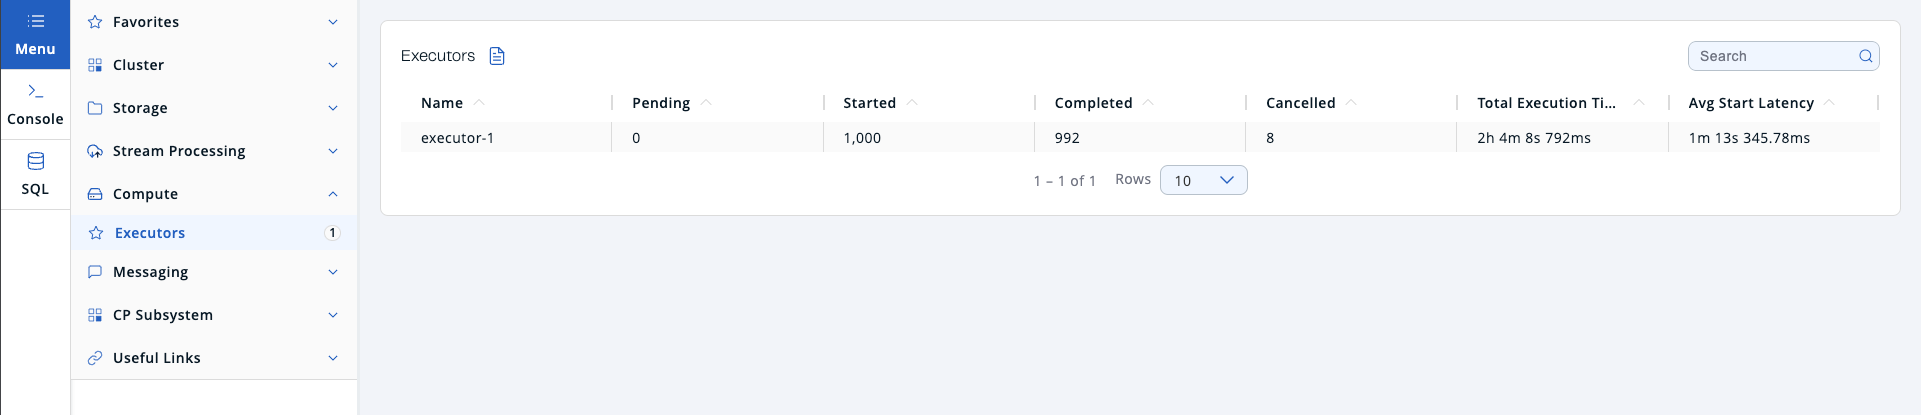 Menu
Console
SQL
Favorites
Cluster
Storage
Stream Processing
Compute
Executors 1
Messaging
CP Subsystem
Useful Links
Executors
Search
Name Pending Started Completed Cancelled Total Execution Ti... Avg Start Latency
executor-1 0 1,000 992 8 2h 4m 8s 792ms 1m 13s 345.78ms
1 – 1 of 1 Rows 10